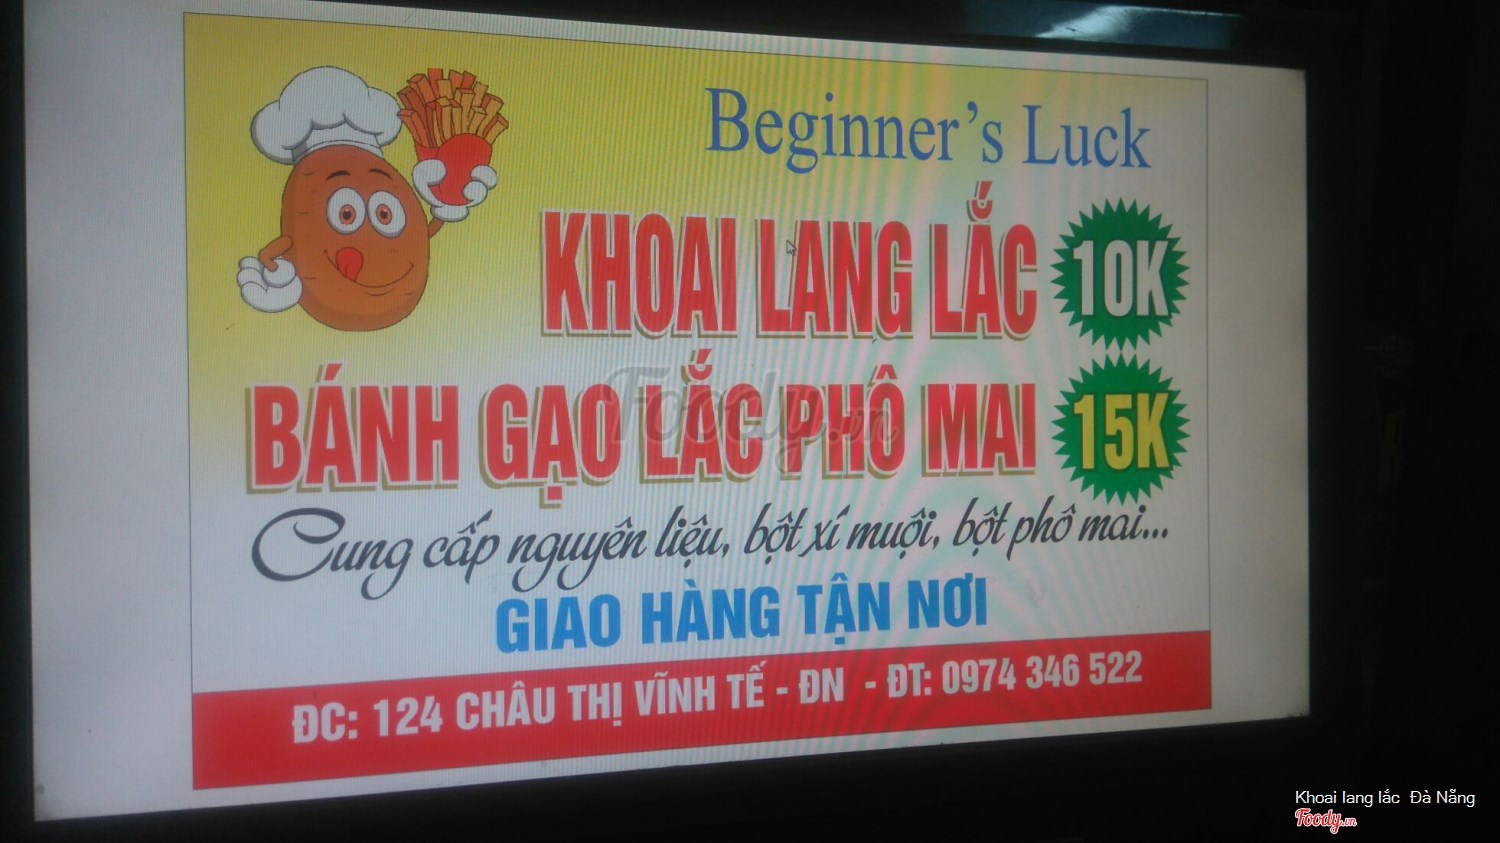 Beginner's Luck
KHOAI LANG LẮC 10K
BÁNH GẠO LẮC PHÔ MAI 15K
Cung cấp nguyên liệu, bột xí muội, bột phô mai...
GIAO HÀNG TẬN NƠI
ĐC: 124 CHÂU THỊ VĨNH TẾ - ĐN - ĐT: 0974 346 522
Foody.vn
Khoai lang lắc Đà Nẵng
Foody.vn